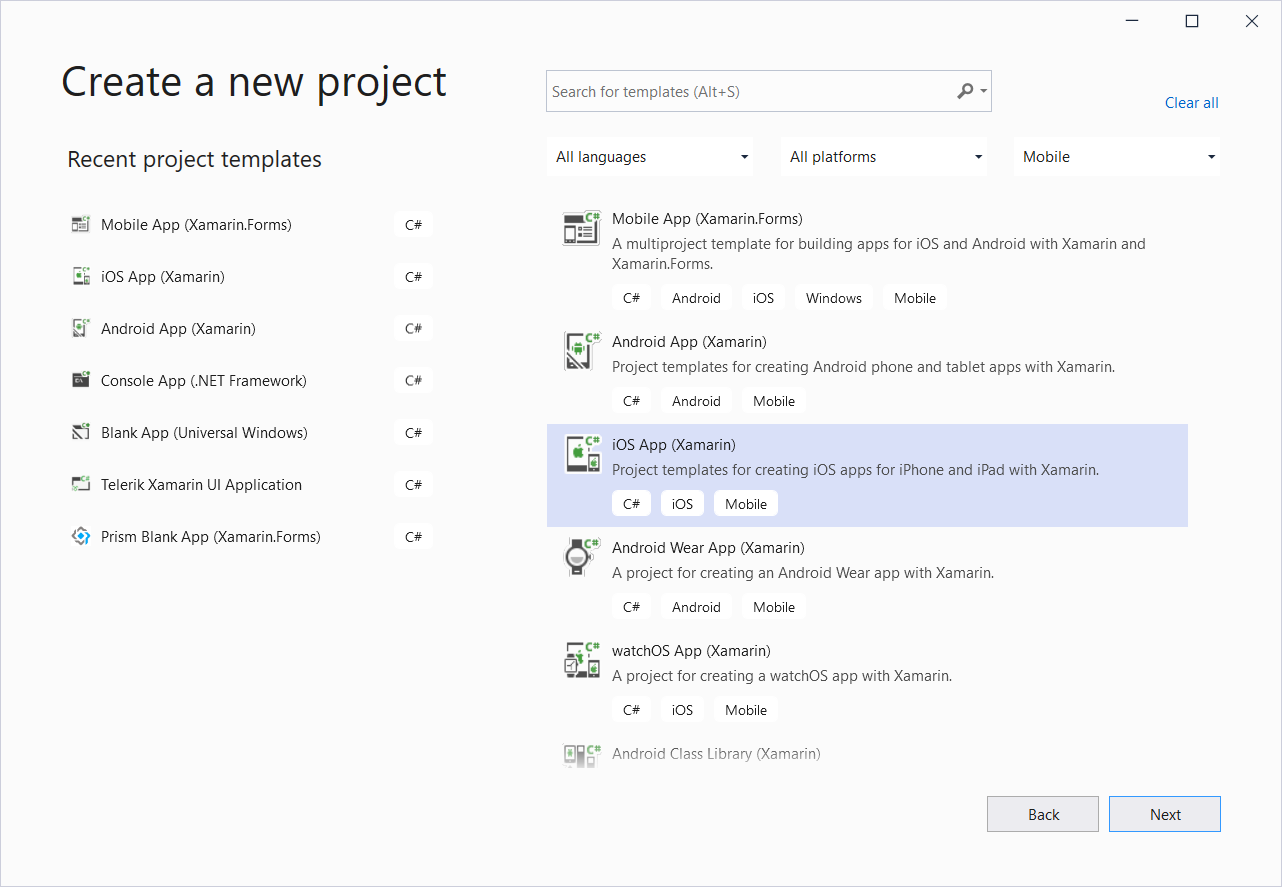 Create a new project
Search for templates (Alt+S)
Clear all
Recent project templates
All languages
All platforms
Mobile
Mobile App (Xamarin.Forms) C#
iOS App (Xamarin) C#
Android App (Xamarin) C#
Console App (.NET Framework) C#
Blank App (Universal Windows) C#
Telerik Xamarin UI Application C#
Prism Blank App (Xamarin.Forms) C#
Mobile App (Xamarin.Forms)
A multiproject template for building apps for iOS and Android with Xamarin and
Xamarin.Forms.
C# Android iOS Windows Mobile
Android App (Xamarin)
Project templates for creating Android phone and tablet apps with Xamarin.
C# Android Mobile
iOS App (Xamarin)
Project templates for creating iOS apps for iPhone and iPad with Xamarin.
C# iOS Mobile
Android Wear App (Xamarin)
A project for creating an Android Wear app with Xamarin.
C# Android Mobile
watchOS App (Xamarin)
A project for creating a watchOS app with Xamarin.
C# iOS Mobile
Android Class Library (Xamarin)
Back Next